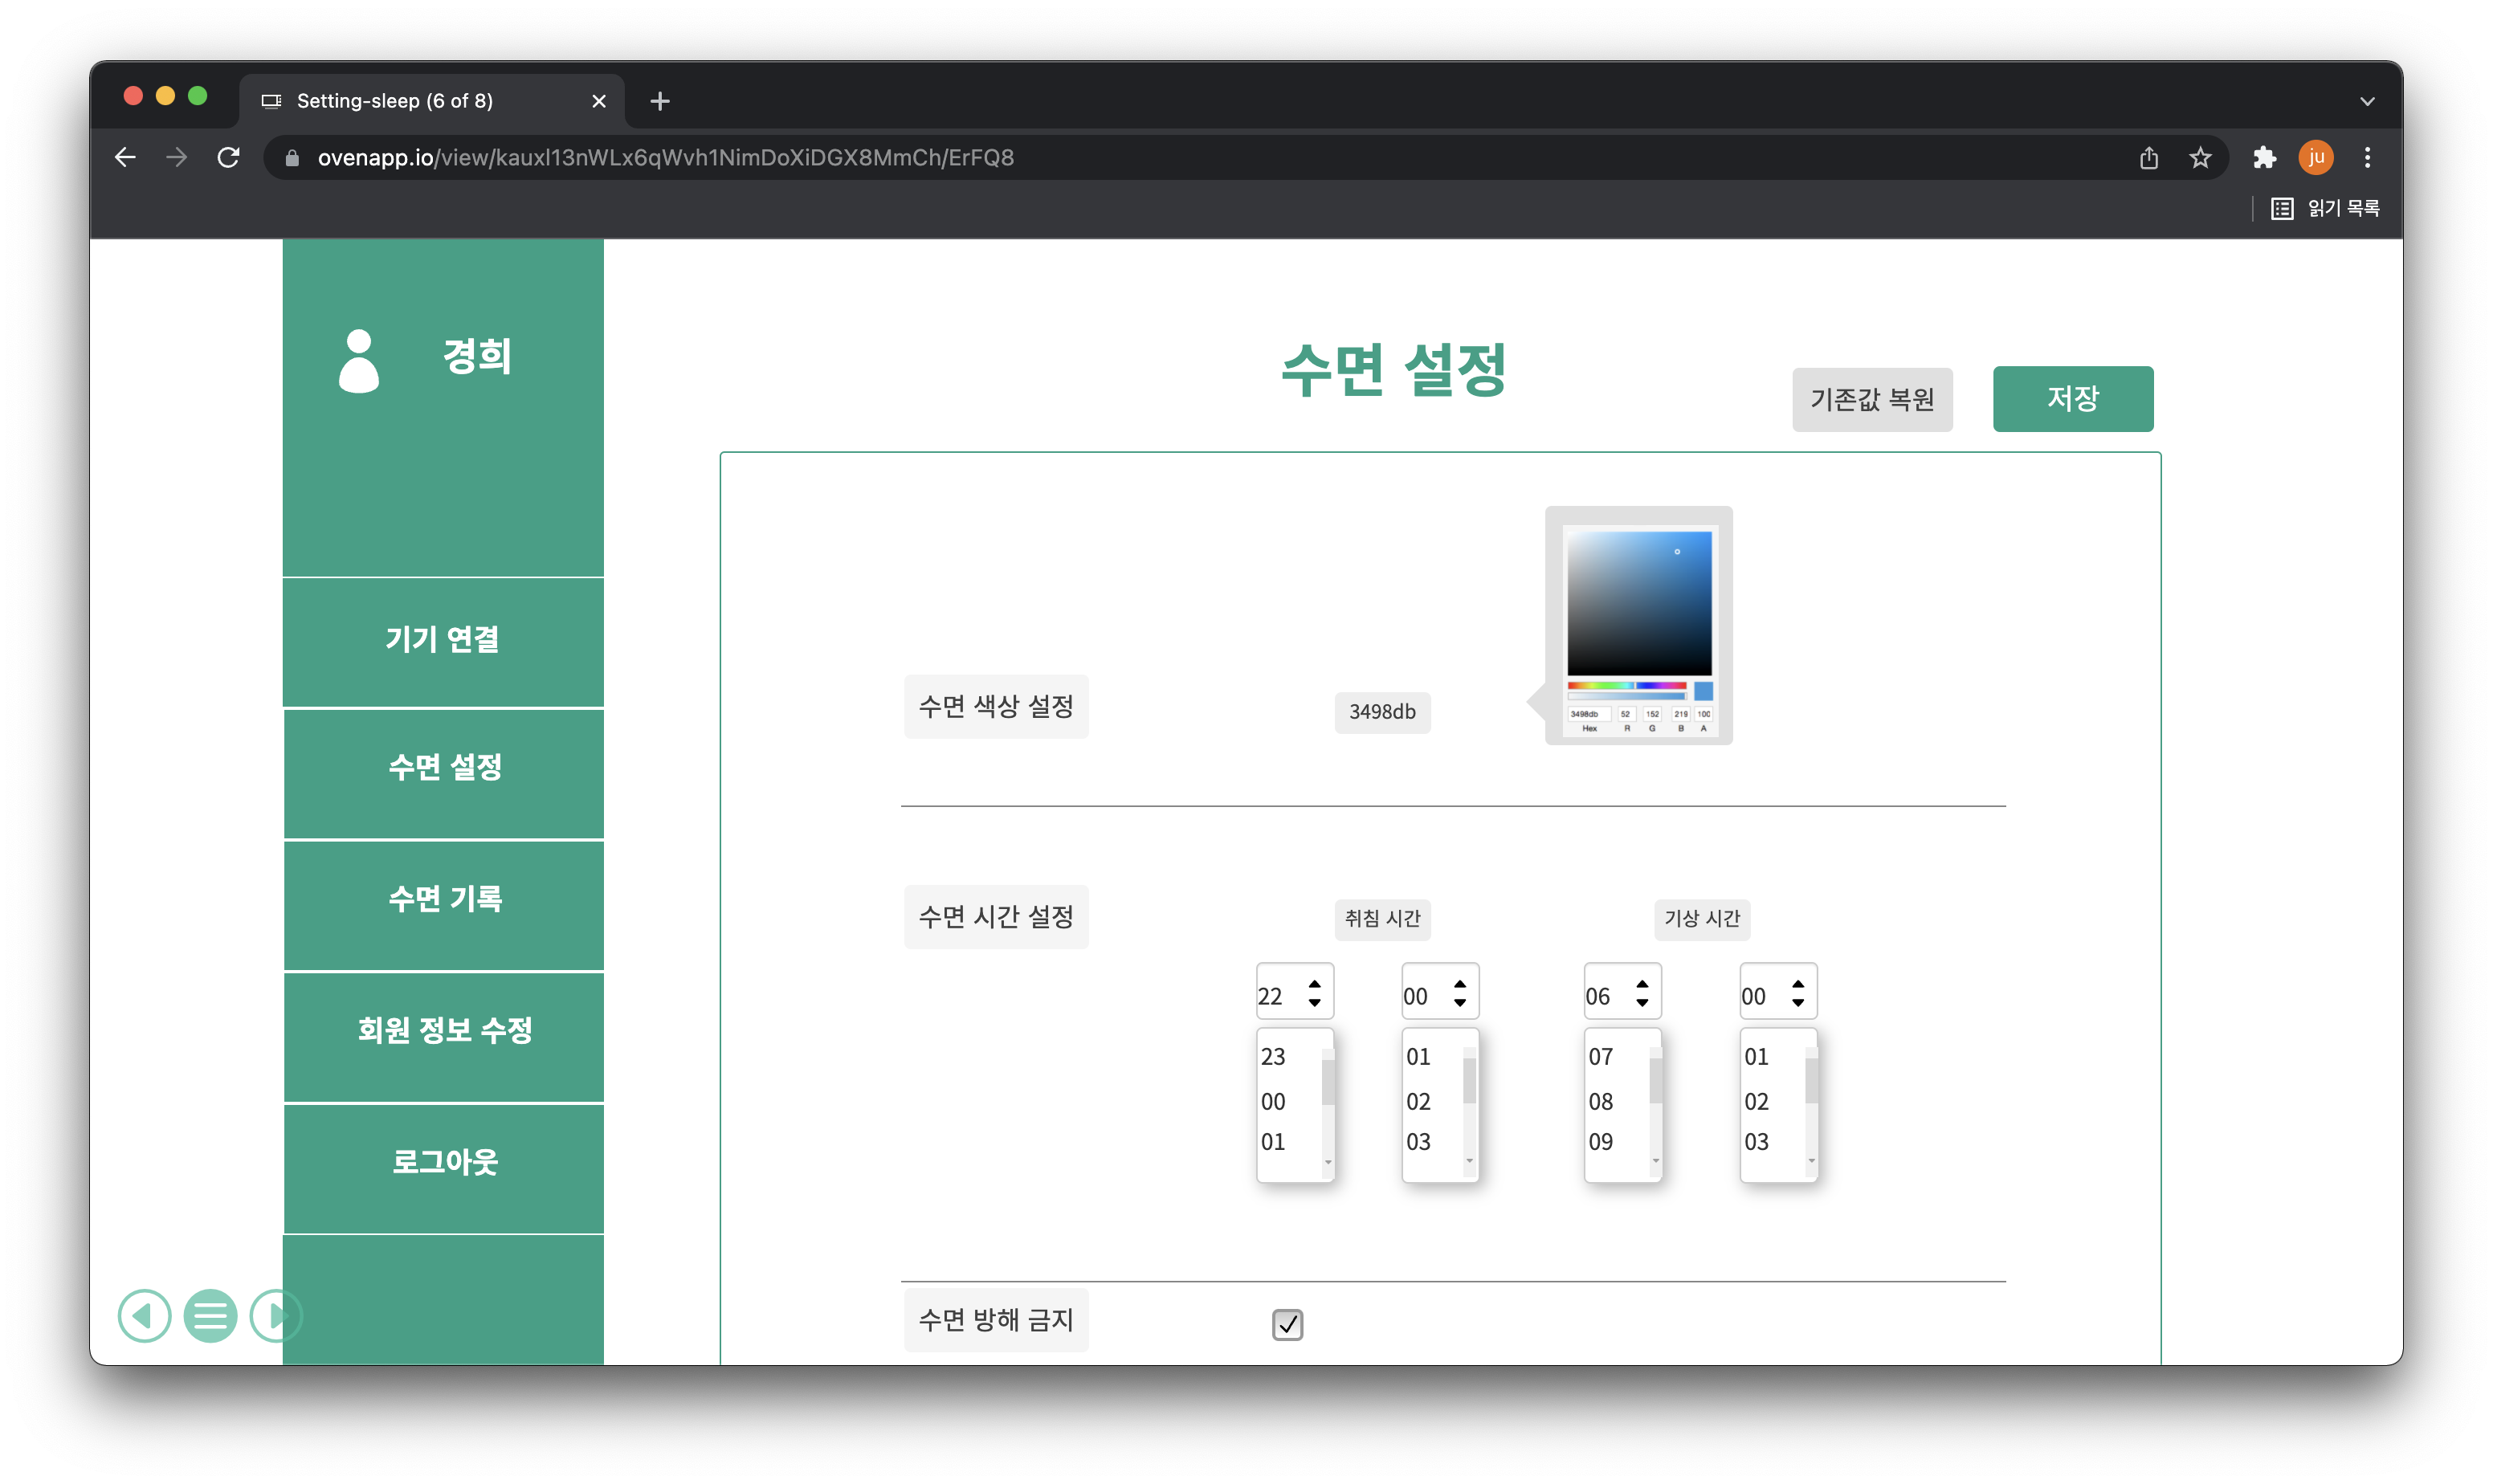 Setting-sleep (6 of 8)
ovenapp.io/view/kauxl13nWLx6qWvh1NimDoXiDGX8MmCh/ErFQ8
ju
읽기 목록
경희
기기 연결
수면 설정
수면 기록
회원 정보 수정
로그아웃
수면 설정
기존값 복원
저장
수면 색상 설정
3498db
3498db 52 152 219 100
Hex R G B A
수면 시간 설정
취침 시간 기상 시간
22 00 06 00
23 01 07 01
00 02 08 02
01 03 09 03
수면 방해 금지